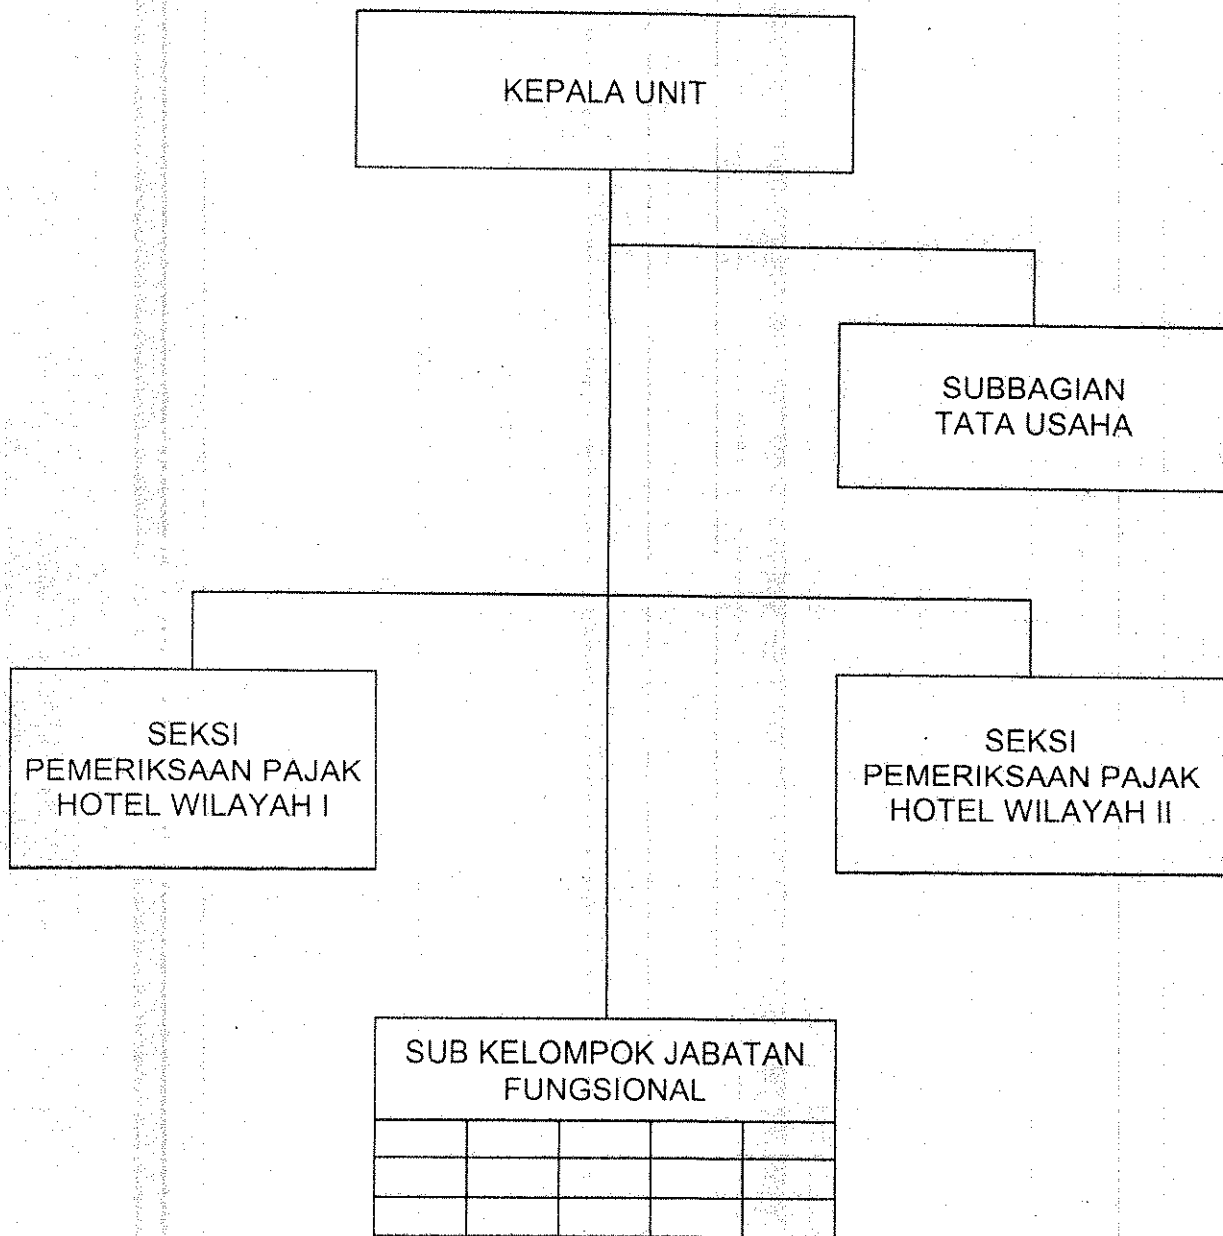 KEPALA UNIT
SUBBAGIAN
TATA USAHA
SEKSI
PEMERIKSAAN PAJAK
HOTEL WILAYAH I
SEKSI
PEMERIKSAAN PAJAK
HOTEL WILAYAH II
SUB KELOMPOK JABATAN
FUNGSIONAL